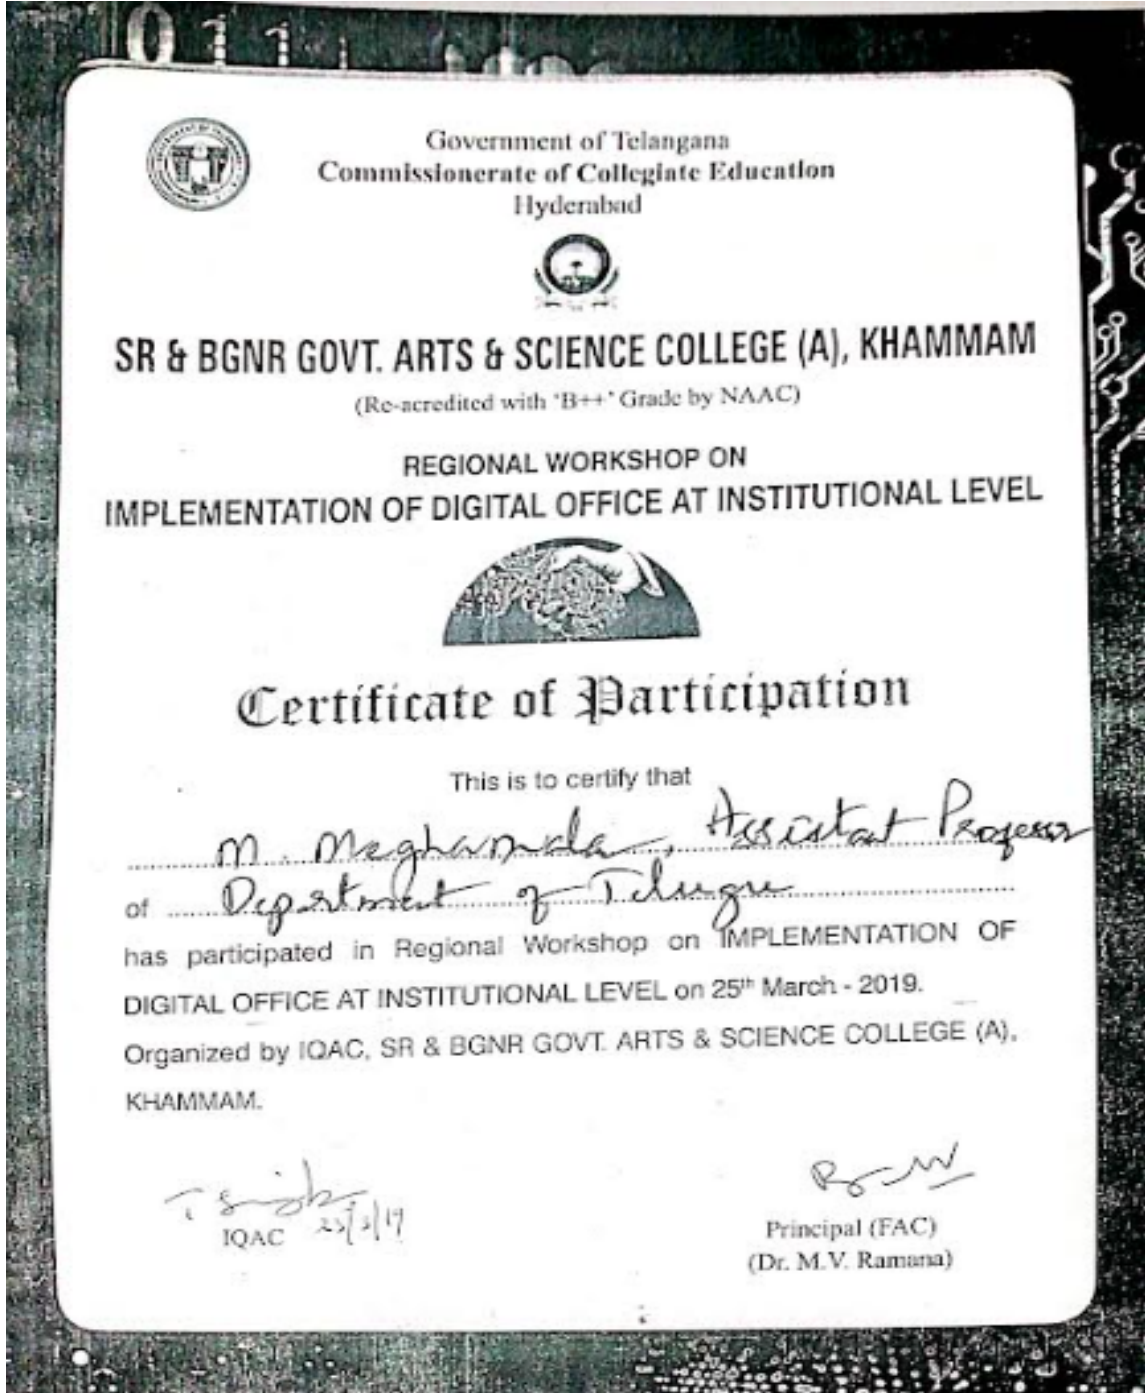 Government of Telangana
Commissionerate of Collegiate Education
Hyderabad
SR & BGNR GOVT. ARTS & SCIENCE COLLEGE (A), KHAMMAM
(Re-acredited with 'B++' Grade by NAAC)
REGIONAL WORKSHOP ON
IMPLEMENTATION OF DIGITAL OFFICE AT INSTITUTIONAL LEVEL
Certificate of Participation
This is to certify that
M. Meghamala, Assistant Professor
of Department of Telugu
has participated in Regional Workshop on IMPLEMENTATION OF
DIGITAL OFFICE AT INSTITUTIONAL LEVEL on 25th March - 2019.
Organized by IQAC, SR & BGNR GOVT. ARTS & SCIENCE COLLEGE (A),
KHAMMAM.
IQAC
Principal (FAC)
(Dr. M.V. Ramana)